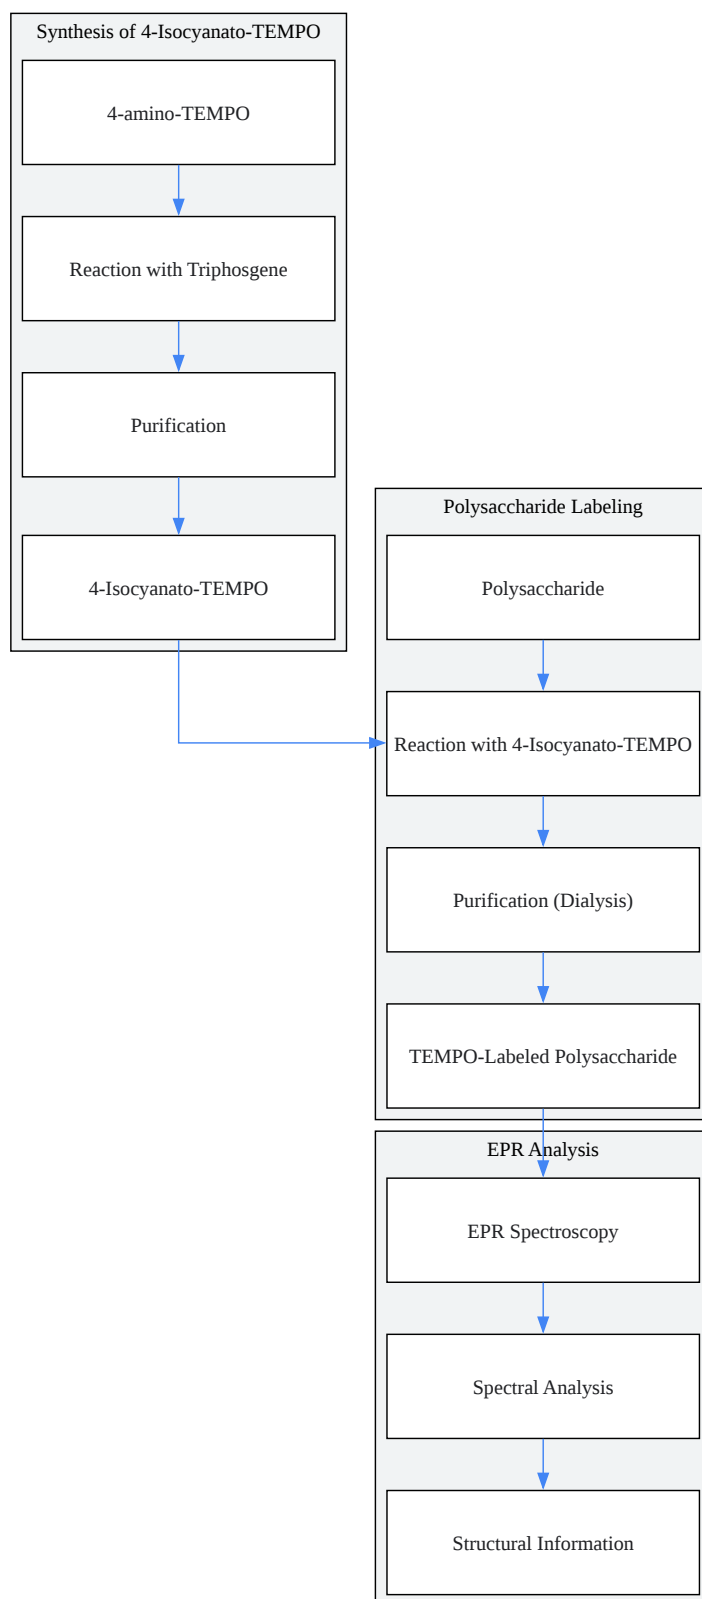 Synthesis of 4-Isocyanato-TEMPO
4-amino-TEMPO
Reaction with Triphosgene
Purification
4-Isocyanato-TEMPO
Polysaccharide Labeling
Polysaccharide
Reaction with 4-Isocyanato-TEMPO
Purification (Dialysis)
TEMPO-Labeled Polysaccharide
EPR Analysis
EPR Spectroscopy
Spectral Analysis
Structural Information